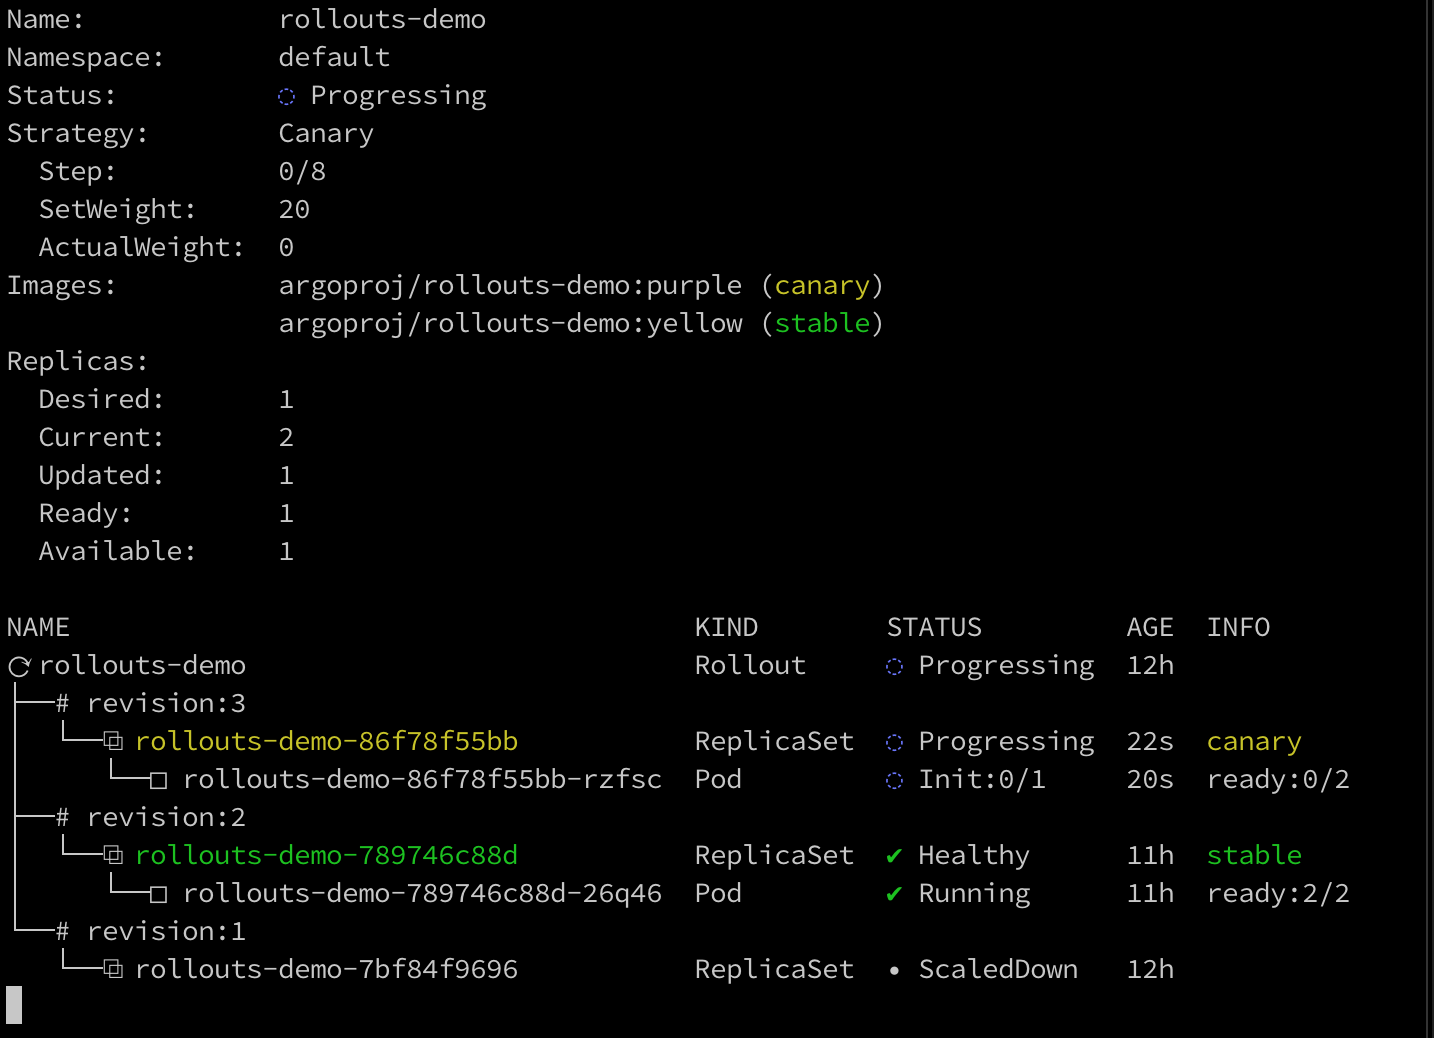 Name:            rollouts-demo
Namespace:       default
Status:          ◌ Progressing
Strategy:        Canary
  Step:          0/8
  SetWeight:     20
  ActualWeight:  0
Images:          argoproj/rollouts-demo:purple (canary)
                 argoproj/rollouts-demo:yellow (stable)
Replicas:
  Desired:       1
  Current:       2
  Updated:       1
  Ready:         1
  Available:     1

NAME                                       KIND        STATUS         AGE  INFO
⟳ rollouts-demo                            Rollout     ◌ Progressing  12h
├──# revision:3
│  └──⧉ rollouts-demo-86f78f55bb           ReplicaSet  ◌ Progressing  22s  canary
│     └──□ rollouts-demo-86f78f55bb-rzfsc  Pod         ◌ Init:0/1     20s  ready:0/2
├──# revision:2
│  └──⧉ rollouts-demo-789746c88d           ReplicaSet  ✔ Healthy      11h  stable
│     └──□ rollouts-demo-789746c88d-26q46  Pod         ✔ Running      11h  ready:2/2
└──# revision:1
   └──⧉ rollouts-demo-7bf84f9696           ReplicaSet  • ScaledDown   12h